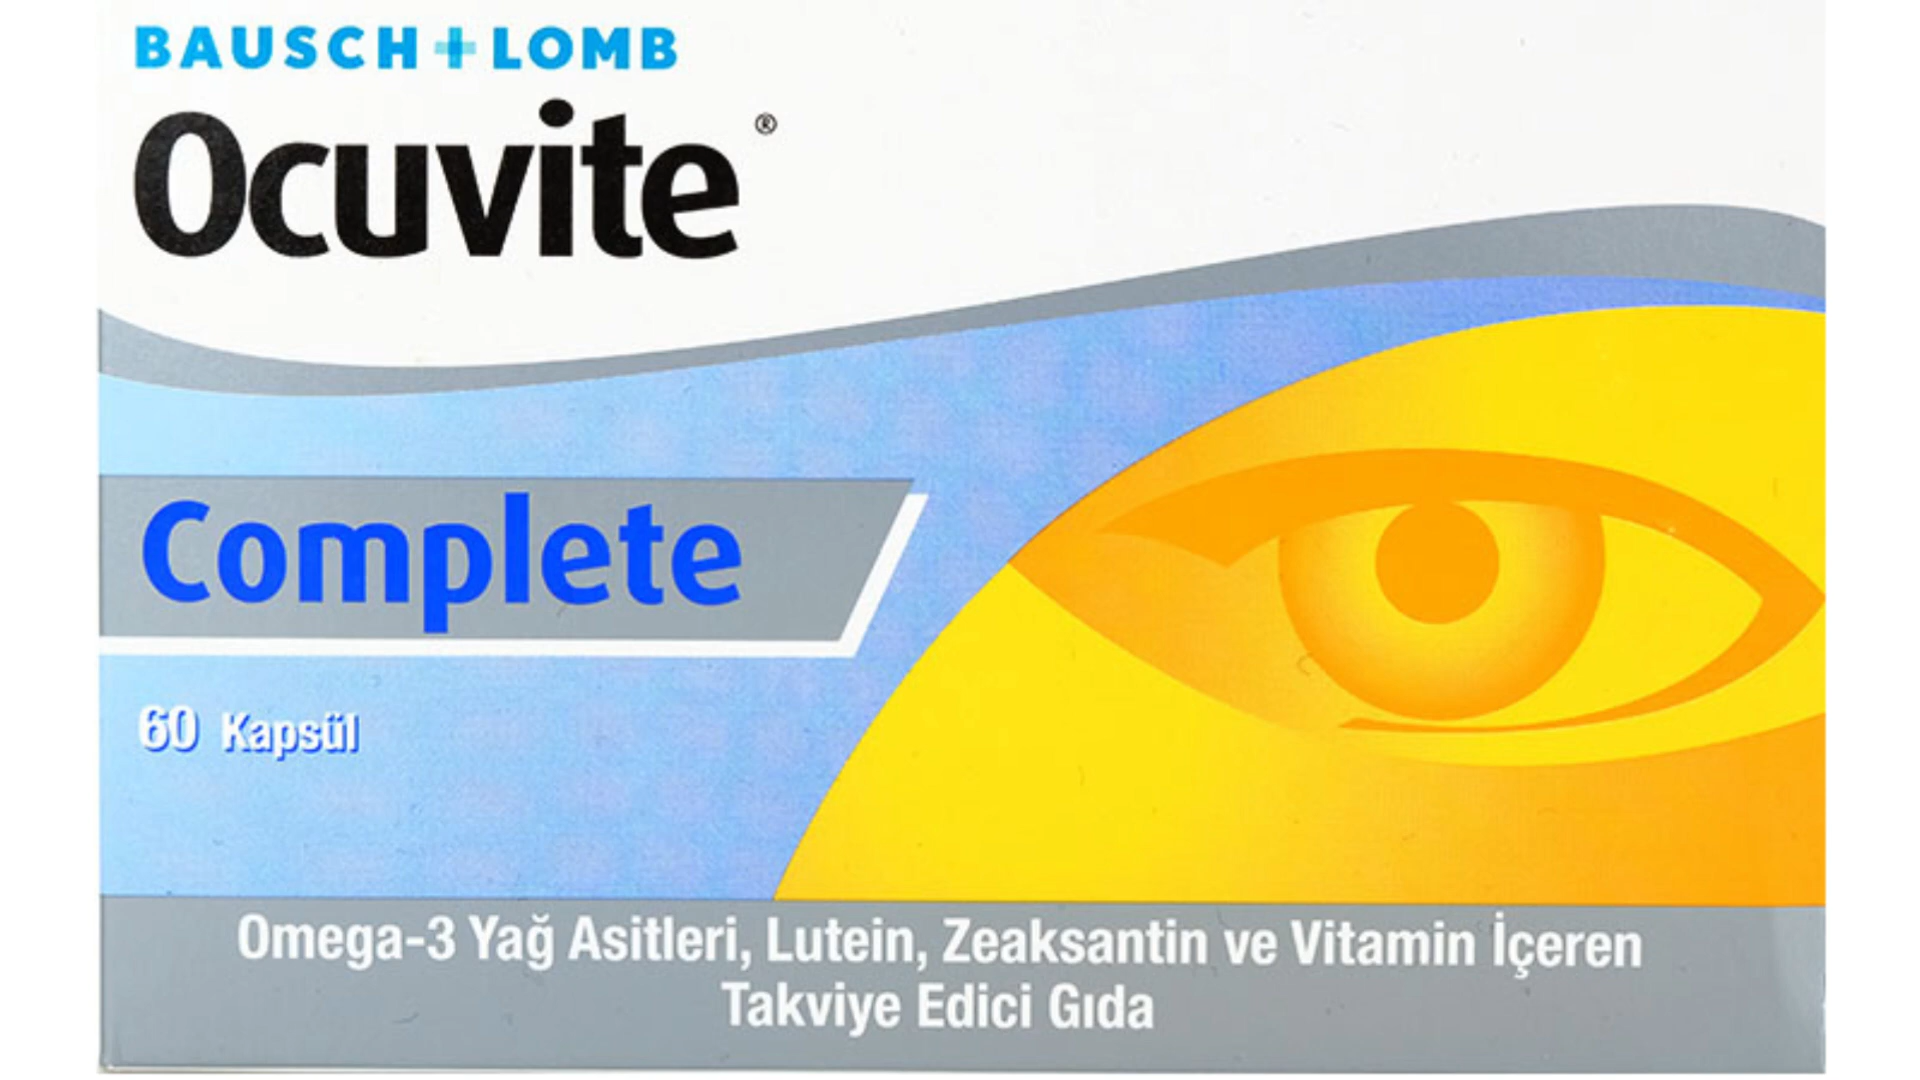 BAUSCH + LOMB
Ocuvite®
Complete
60 Kapsül
Omega-3 Yağ Asitleri, Lutein, Zeaksantin ve Vitamin İçeren
Takviye Edici Gıda